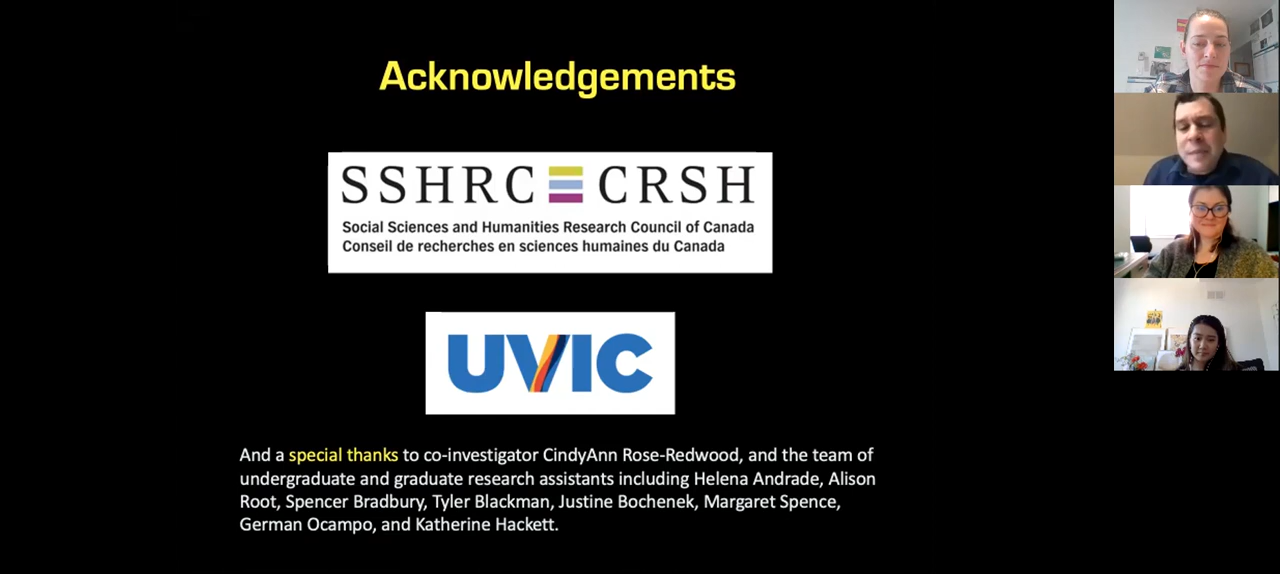 Acknowledgements
SSHRC CRSH
Social Sciences and Humanities Research Council of Canada
Conseil de recherches en sciences humaines du Canada
UVIC
And a special thanks to co-investigator CindyAnn Rose-Redwood, and the team of
undergraduate and graduate research assistants including Helena Andrade, Alison
Root, Spencer Bradbury, Tyler Blackman, Justine Bochenek, Margaret Spence,
German Ocampo, and Katherine Hackett.